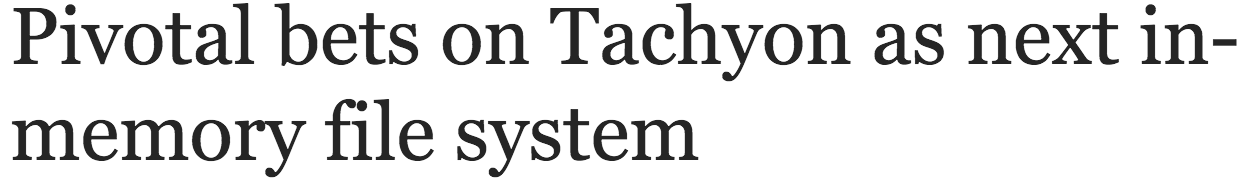 Pivotal bets on Tachyon as next in-
memory file system